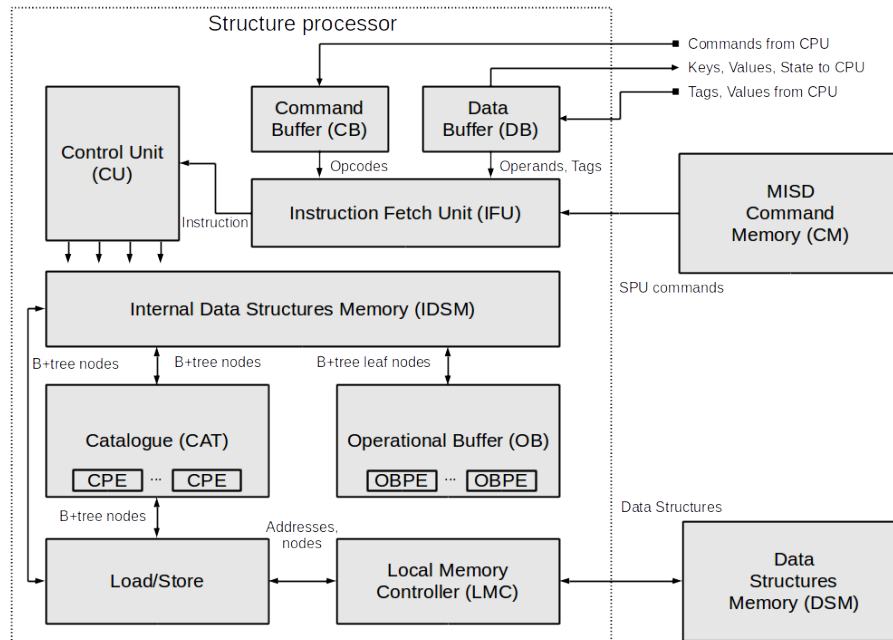 Structure processor
Commands from CPU
Keys, Values, State to CPU
Tags, Values from CPU
Command
Buffer (CB)
Data
Buffer (DB)
Control Unit
(CU)
Opcodes
Operands, Tags
Instruction Fetch Unit (IFU)
Instruction
MISD
Command
Memory (CM)
SPU commands
Internal Data Structures Memory (IDSM)
B+tree nodes
B+tree nodes
B+tree leaf nodes
Catalogue (CAT)
CPE ... CPE
Operational Buffer (OB)
OBPE ... OBPE
B+tree nodes
Addresses,
nodes
Data Structures
Load/Store
Local Memory
Controller (LMC)
Data
Structures
Memory (DSM)